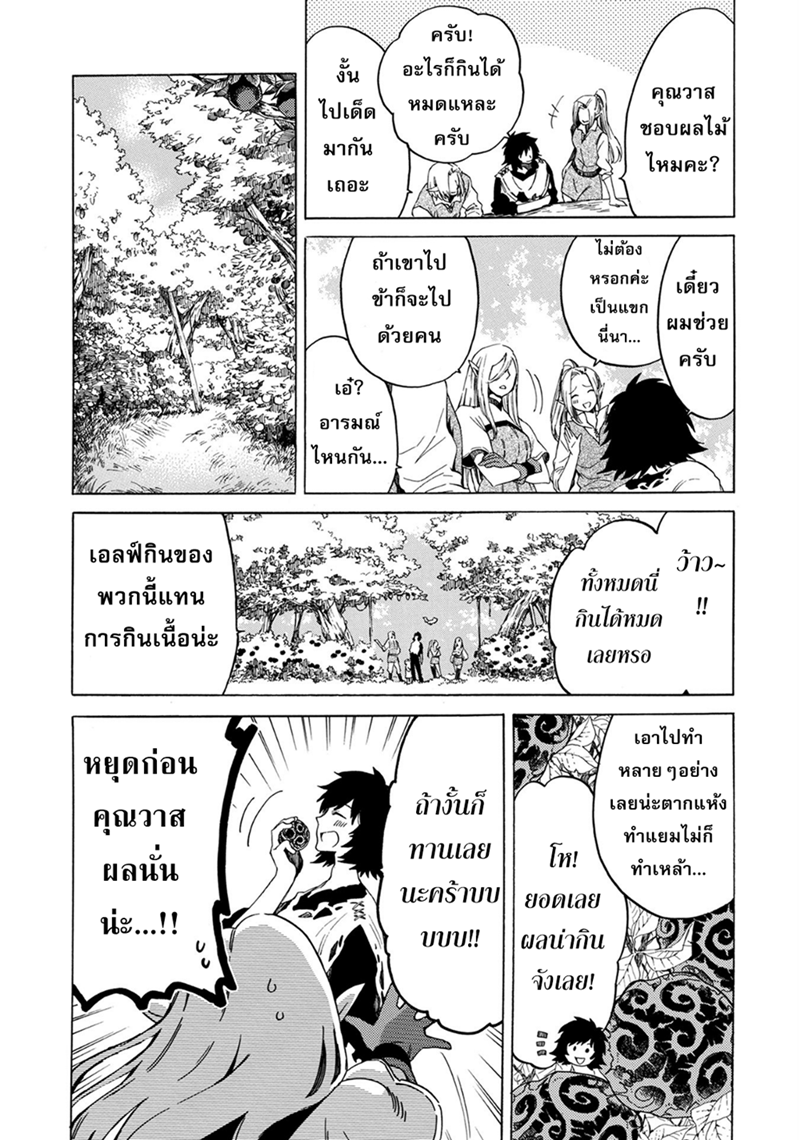 คุณวาส
ชอบผลไม้
ไหมคะ?
ครับ!
อะไรก็กินได้
หมดแหละ
ครับ
งั้น
ไปเด็ด
มากัน
เถอะ
เดี๋ยว
ผมช่วย
ครับ
ไม่ต้อง
หรอกค่ะ
เป็นแขก
นี่นา...
ถ้าเขาไป
ข้าก็จะไป
ด้วยคน
เอ๋?
อารมณ์
ไหนกัน...
ว้าว~
!!
ทั้งหมดนี่
กินได้หมด
เลยหรอ
เอลฟ์กินของ
พวกนี้แทน
การกินเนื้อน่ะ
เอาไปทำ
หลาย ๆอย่าง
เลยน่ะตากแห้ง
ทำแยมไม่ก็
ทำเหล้า...
โห!
ยอดเลย
ผลน่ากิน
จังเลย!
ถ้างั้นก็
ทานเลย
นะคร้าบบ
บบบ!!
หยุดก่อน
คุณวาส
ผลนั่น
น่ะ...!!